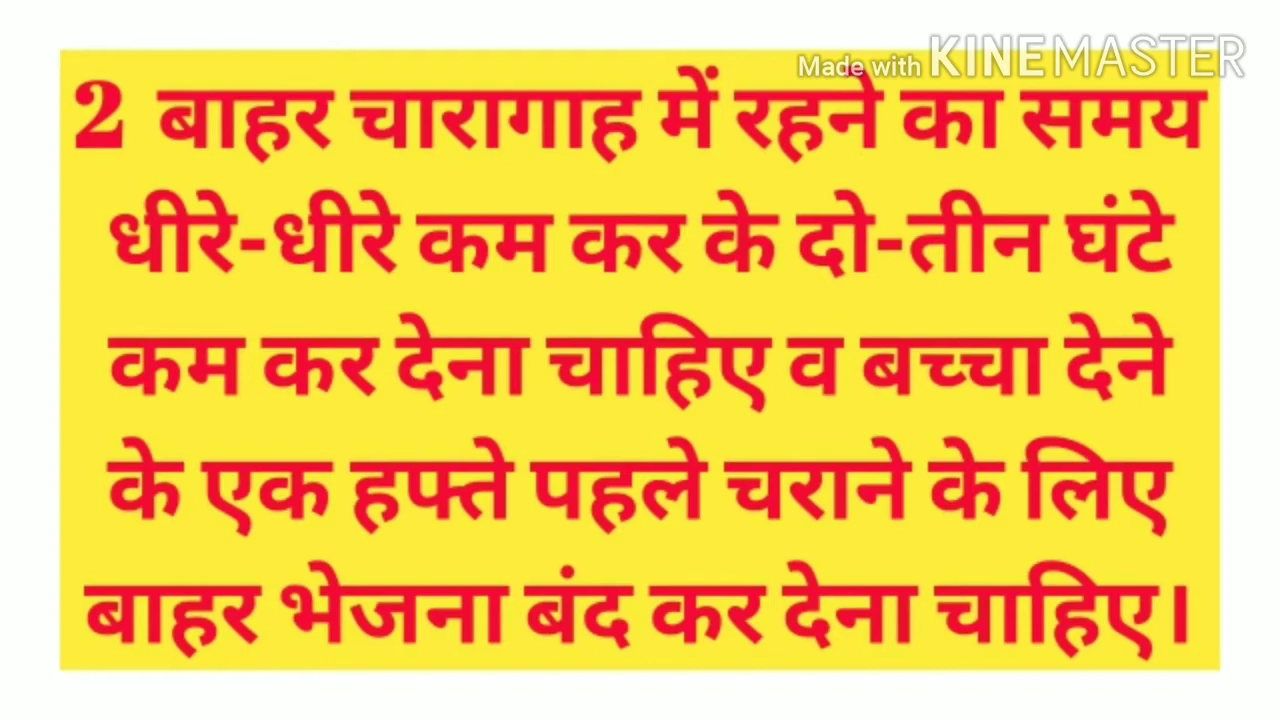 Made with KINEMASTER
2 बाहर चारागाह में रहने का समय
धीरे-धीरे कम कर के दो-तीन घंटे
कम कर देना चाहिए व बच्चा देने
के एक हफ्ते पहले चराने के लिए
बाहर भेजना बंद कर देना चाहिए।